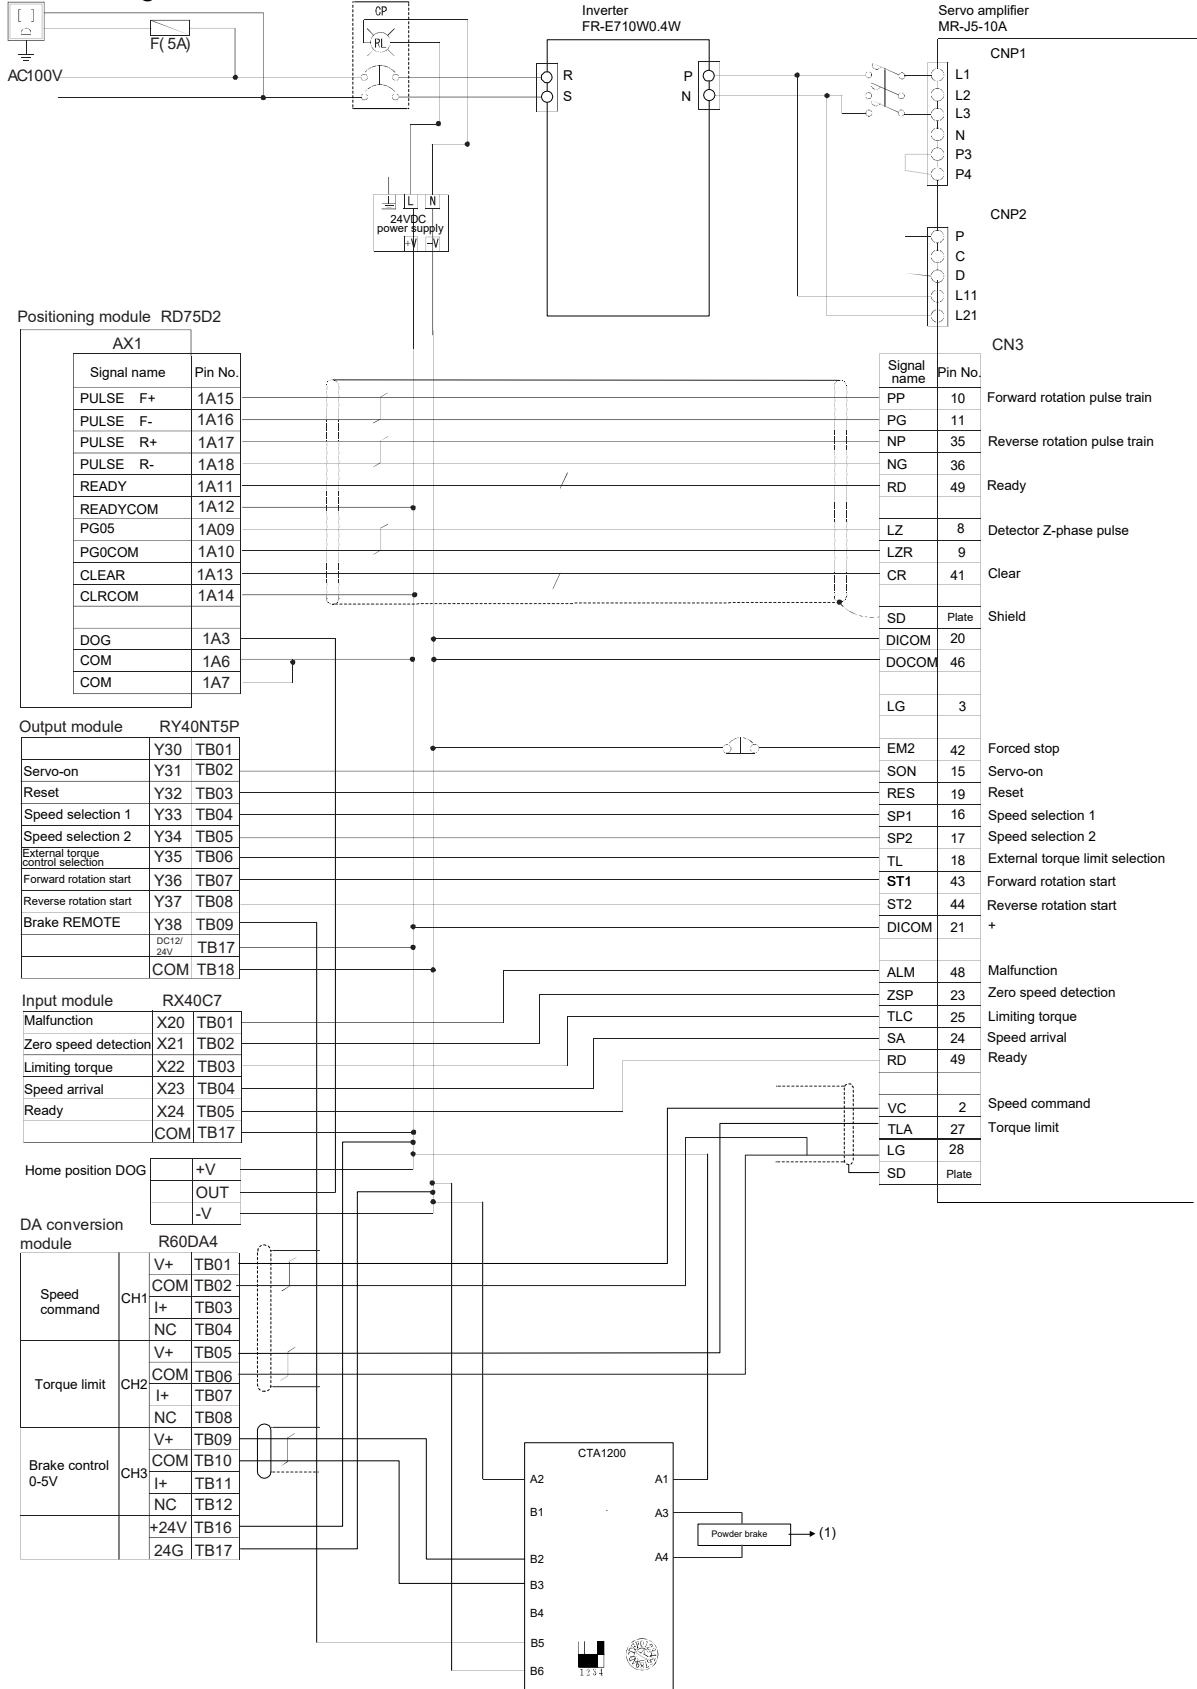 F( 5A)
AC100V
CP
RL
Inverter
FR-E710W0.4W
R
S
P
N
Servo amplifier
MR-J5-10A
CNP1
L1
L2
L3
N
P3
P4
CNP2
P
C
D
L11
L21
L N
24VDC
power supply
+V -V
Positioning module RD75D2
AX1
Signal name Pin No.
PULSE F+ 1A15
PULSE F- 1A16
PULSE R+ 1A17
PULSE R- 1A18
READY 1A11
READYCOM 1A12
PG05 1A09
PG0COM 1A10
CLEAR 1A13
CLRCOM 1A14
DOG 1A3
COM 1A6
COM 1A7
CN3
Signal name Pin No.
PP 10 Forward rotation pulse train
PG 11
NP 35 Reverse rotation pulse train
NG 36
RD 49 Ready
LZ 8 Detector Z-phase pulse
LZR 9
CR 41 Clear
SD Plate Shield
DICOM 20
DOCOM 46
LG 3
EM2 42 Forced stop
SON 15 Servo-on
RES 19 Reset
SP1 16 Speed selection 1
SP2 17 Speed selection 2
TL 18 External torque limit selection
ST1 43 Forward rotation start
ST2 44 Reverse rotation start
DICOM 21 +
ALM 48 Malfunction
ZSP 23 Zero speed detection
TLC 25 Limiting torque
SA 24 Speed arrival
RD 49 Ready
VC 2 Speed command
TLA 27 Torque limit
LG 28
SD Plate
Output module RY40NT5P
Y30 TB01
Servo-on Y31 TB02
Reset Y32 TB03
Speed selection 1 Y33 TB04
Speed selection 2 Y34 TB05
External torque
control selection Y35 TB06
Forward rotation start Y36 TB07
Reverse rotation start Y37 TB08
Brake REMOTE Y38 TB09
DC12/
24V TB17
COM TB18
Input module RX40C7
Malfunction X20 TB01
Zero speed detection X21 TB02
Limiting torque X22 TB03
Speed arrival X23 TB04
Ready X24 TB05
COM TB17
Home position DOG +V
OUT
-V
DA conversion
module R60DA4
Speed
command
CH1
V+ TB01
COM TB02
I+ TB03
NC TB04
Torque limit
CH2
V+ TB05
COM TB06
I+ TB07
NC TB08
Brake control
0-5V
CH3
V+ TB09
COM TB10
I+ TB11
NC TB12
+24V TB16
24G TB17
CTA1200
A2 A1
B1 A3
Powder brake (1)
B2 A4
B3
B4
B5
B6
1 2 3 4